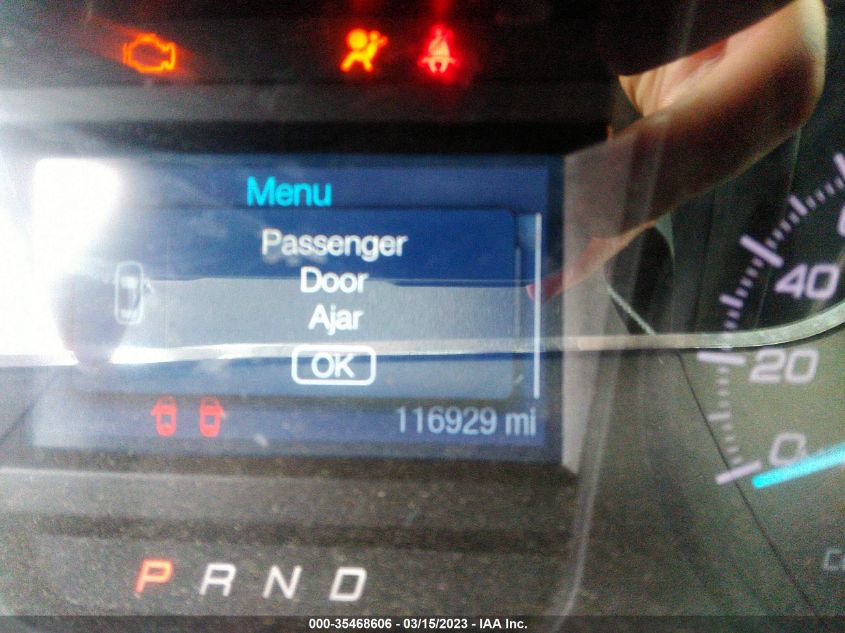 Menu
Passenger
Door
Ajar
OK
116929 mi
40
20
0
P R N D
000-35468606 - 03/15/2023 - IAA Inc.